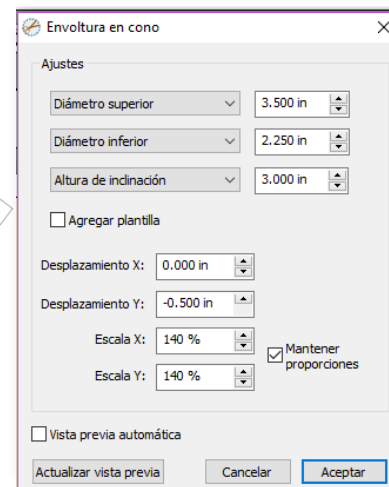 Envoltura en cono
Ajustes
Diámetro superior 3.500 in
Diámetro inferior 2.250 in
Altura de inclinación 3.000 in
Agregar plantilla
Desplazamiento X: 0.000 in
Desplazamiento Y: -0.500 in
Escala X: 140 %
Mantener
proporciones
Escala Y: 140 %
Vista previa automática
Actualizar vista previa Cancelar Aceptar